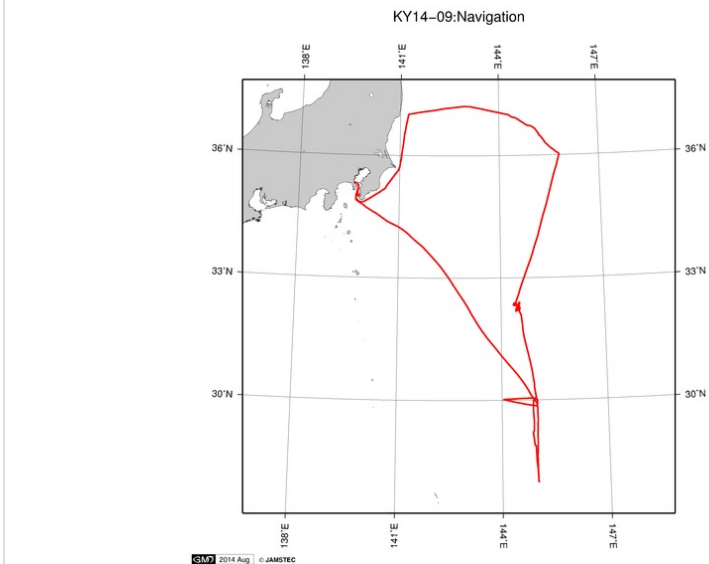 KY14−09:Navigation
138˚E 141˚E 144˚E 147˚E
36˚N 36˚N
33˚N 33˚N
30˚N 30˚N
138˚E 141˚E 144˚E 147˚E
GMD 2014 Aug © JAMSTEC